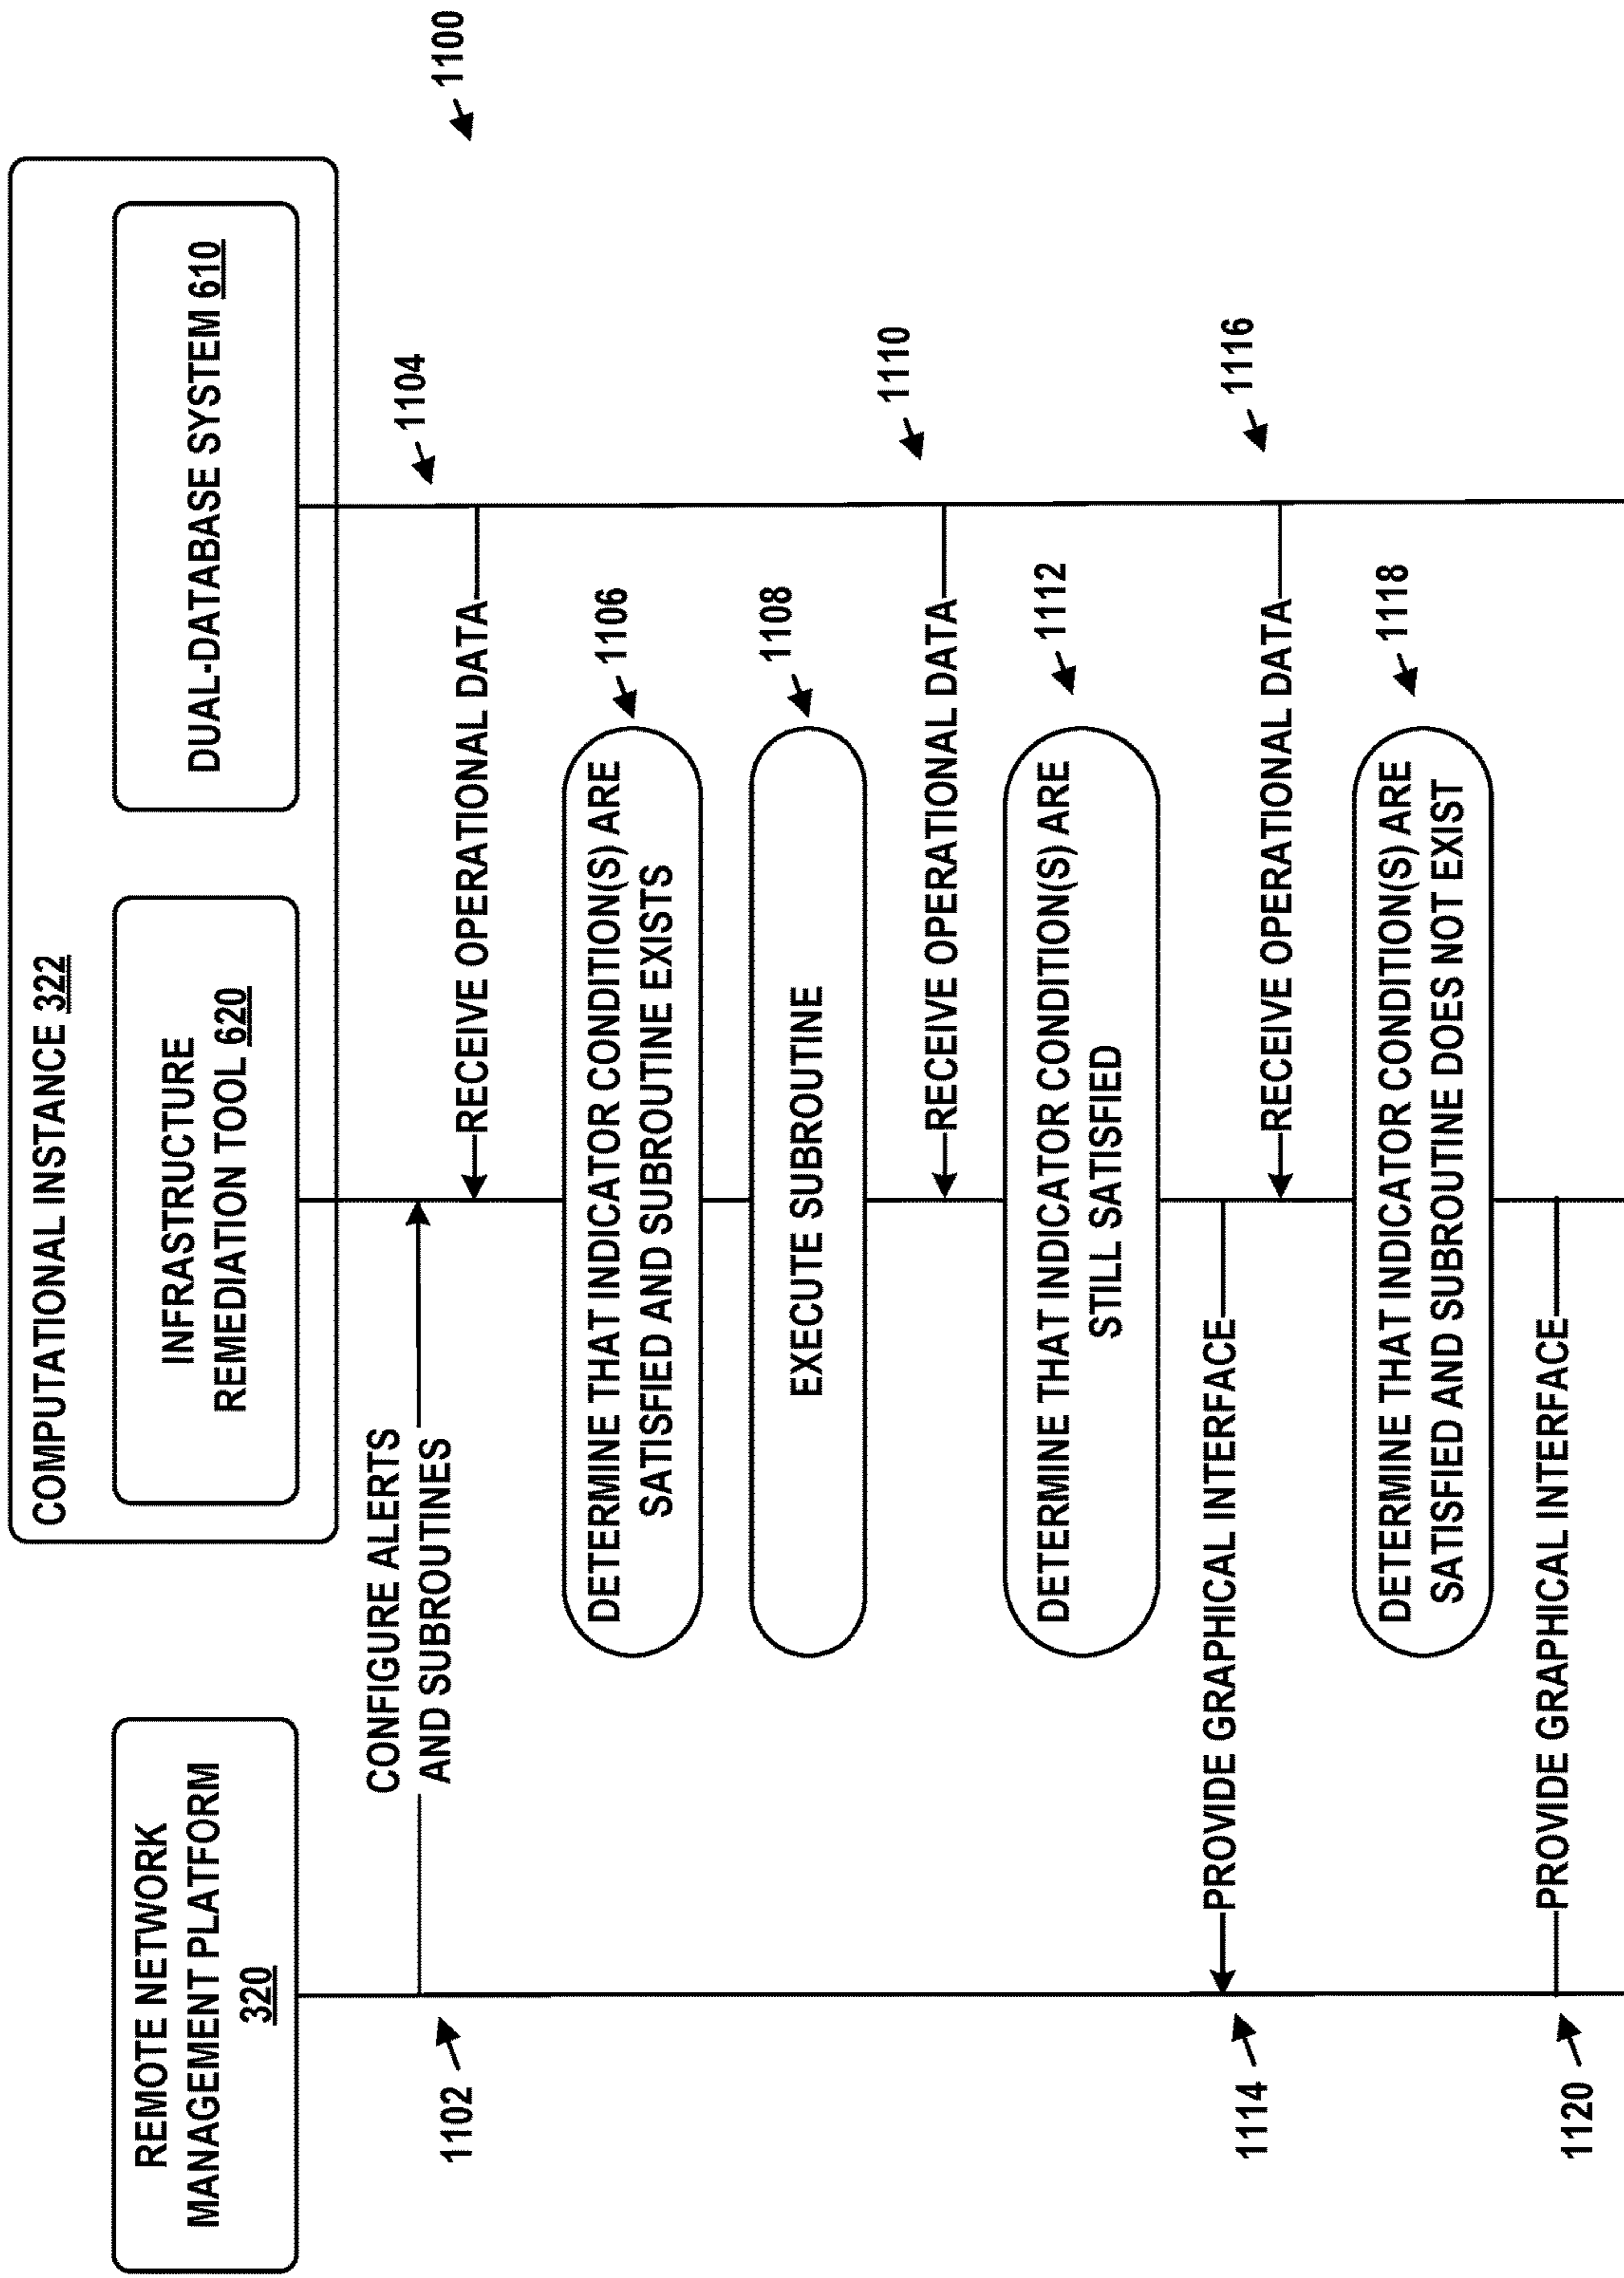 COMPUTATIONAL INSTANCE 322
REMOTE NETWORK
MANAGEMENT PLATFORM
320
INFRASTRUCTURE
REMEDIATION TOOL 620
DUAL-DATABASE SYSTEM 610
1100
CONFIGURE ALERTS
AND SUBROUTINES
1102
1104
RECEIVE OPERATIONAL DATA
DETERMINE THAT INDICATOR CONDITION(S) ARE
SATISFIED AND SUBROUTINE EXISTS
1106
EXECUTE SUBROUTINE
1108
1110
RECEIVE OPERATIONAL DATA
DETERMINE THAT INDICATOR CONDITION(S) ARE
STILL SATISFIED
1112
PROVIDE GRAPHICAL INTERFACE
1114
1116
RECEIVE OPERATIONAL DATA
DETERMINE THAT INDICATOR CONDITION(S) ARE
SATISFIED AND SUBROUTINE DOES NOT EXIST
1118
PROVIDE GRAPHICAL INTERFACE
1120